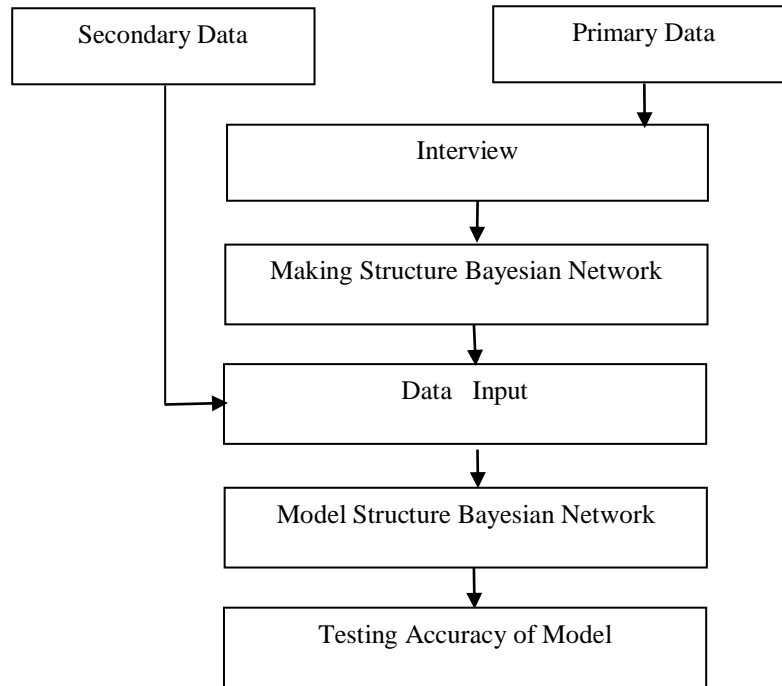 Secondary Data
Primary Data
Interview
Making Structure Bayesian Network
Data Input
Model Structure Bayesian Network
Testing Accuracy of Model